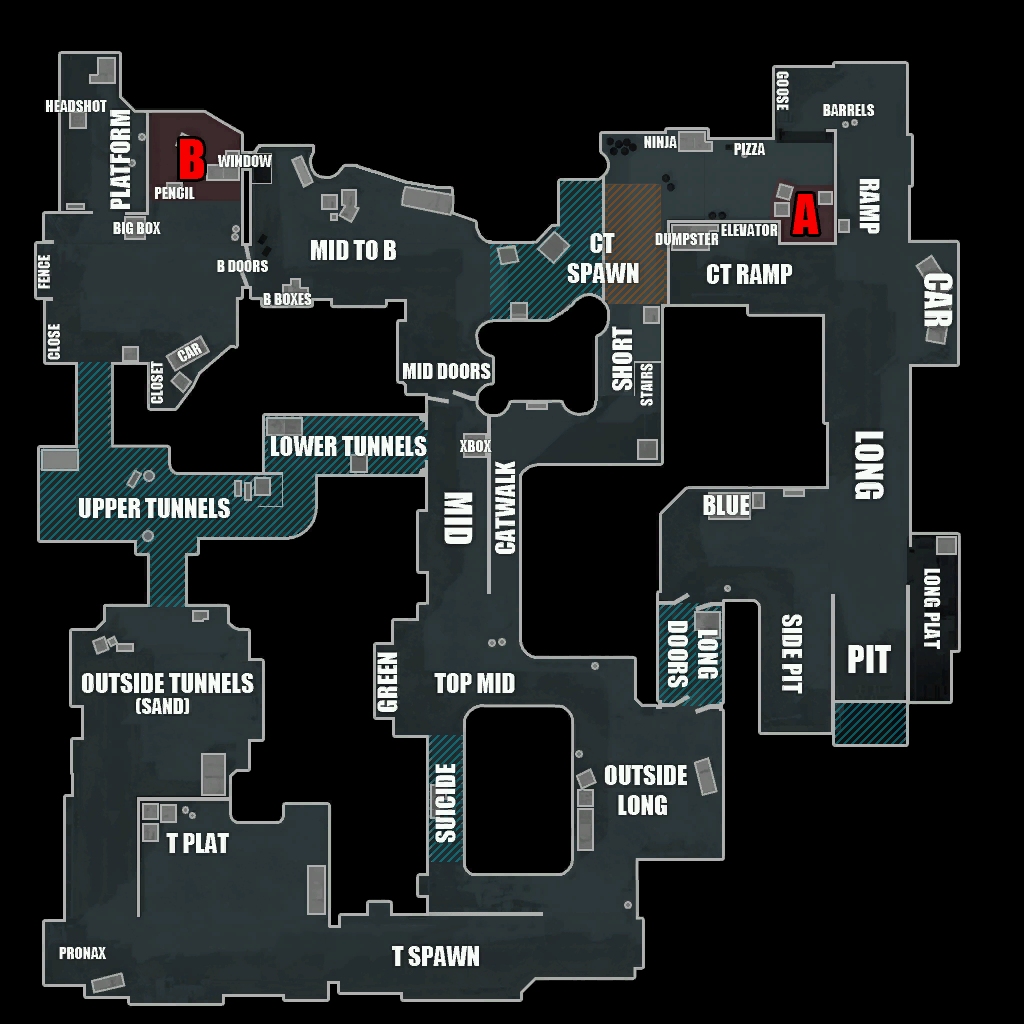 GOOSE
HEADSHOT
BARRELS
PLATFORM
B
NINJA
PIZZA
WINDOW
PENCIL
RAMP
A
BIG BOX
MID TO B
CT
SPAWN
DUMPSTER
ELEVATOR
FENCE
B DOORS
CT RAMP
CAR
B BOXES
CLOSE
CAR
CLOSET
MID DOORS
SHORT
STAIRS
LOWER TUNNELS
XBOX
LONG
UPPER TUNNELS
MID
CATWALK
BLUE
LONG PLAT
OUTSIDE TUNNELS
(SAND)
GREEN
TOP MID
LONG
DOORS
SIDE PIT
PIT
SUICIDE
OUTSIDE
LONG
T PLAT
PRONAX
T SPAWN